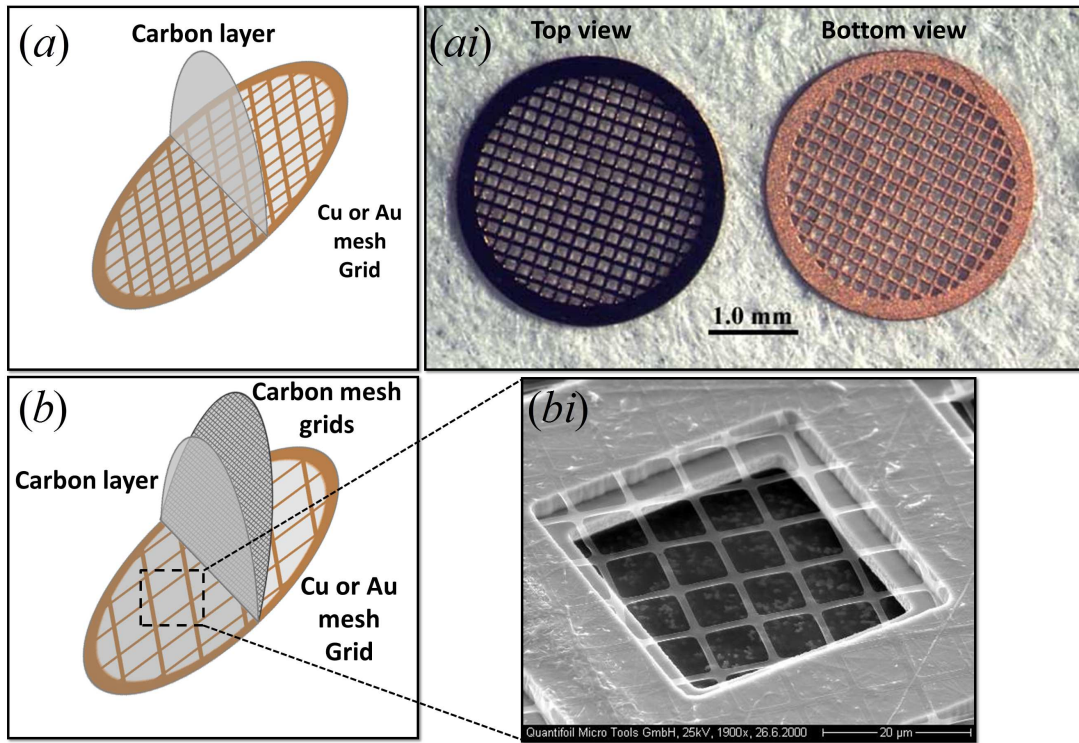 (a)
Carbon layer
Cu or Au
mesh
Grid
(ai)
Top view
Bottom view
1.0 mm
(b)
Carbon mesh
grids
Carbon layer
Cu or Au
mesh
Grid
(bi)
Quantifoil Micro Tools GmbH, 25kV, 1900x, 26.6.2000
20 µm